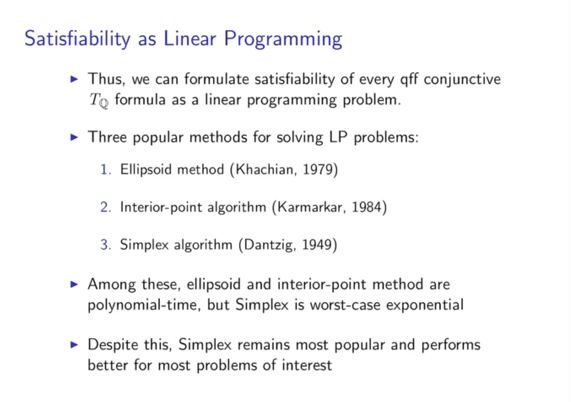 Satisfiability as Linear Programming
▶ Thus, we can formulate satisfiability of every qff conjunctive
T_ℚ formula as a linear programming problem.
▶ Three popular methods for solving LP problems:
1. Ellipsoid method (Khachian, 1979)
2. Interior-point algorithm (Karmarkar, 1984)
3. Simplex algorithm (Dantzig, 1949)
▶ Among these, ellipsoid and interior-point method are
polynomial-time, but Simplex is worst-case exponential
▶ Despite this, Simplex remains most popular and performs
better for most problems of interest